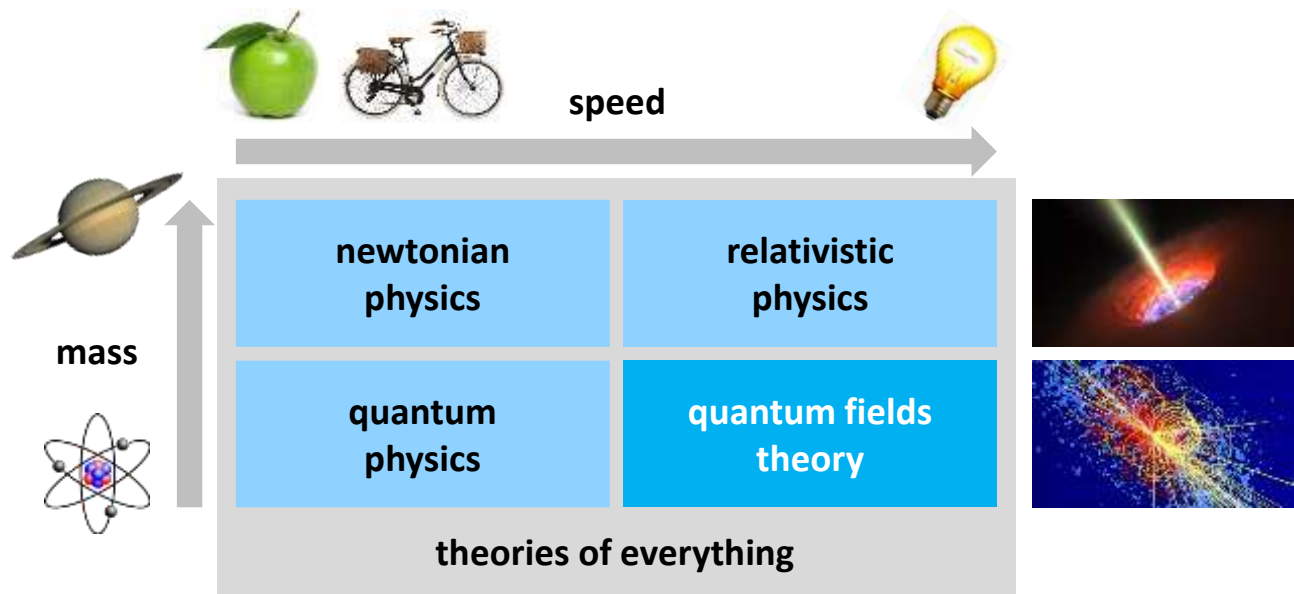 speed
newtonian
physics
relativistic
physics
mass
quantum
physics
quantum fields
theory
theories of everything